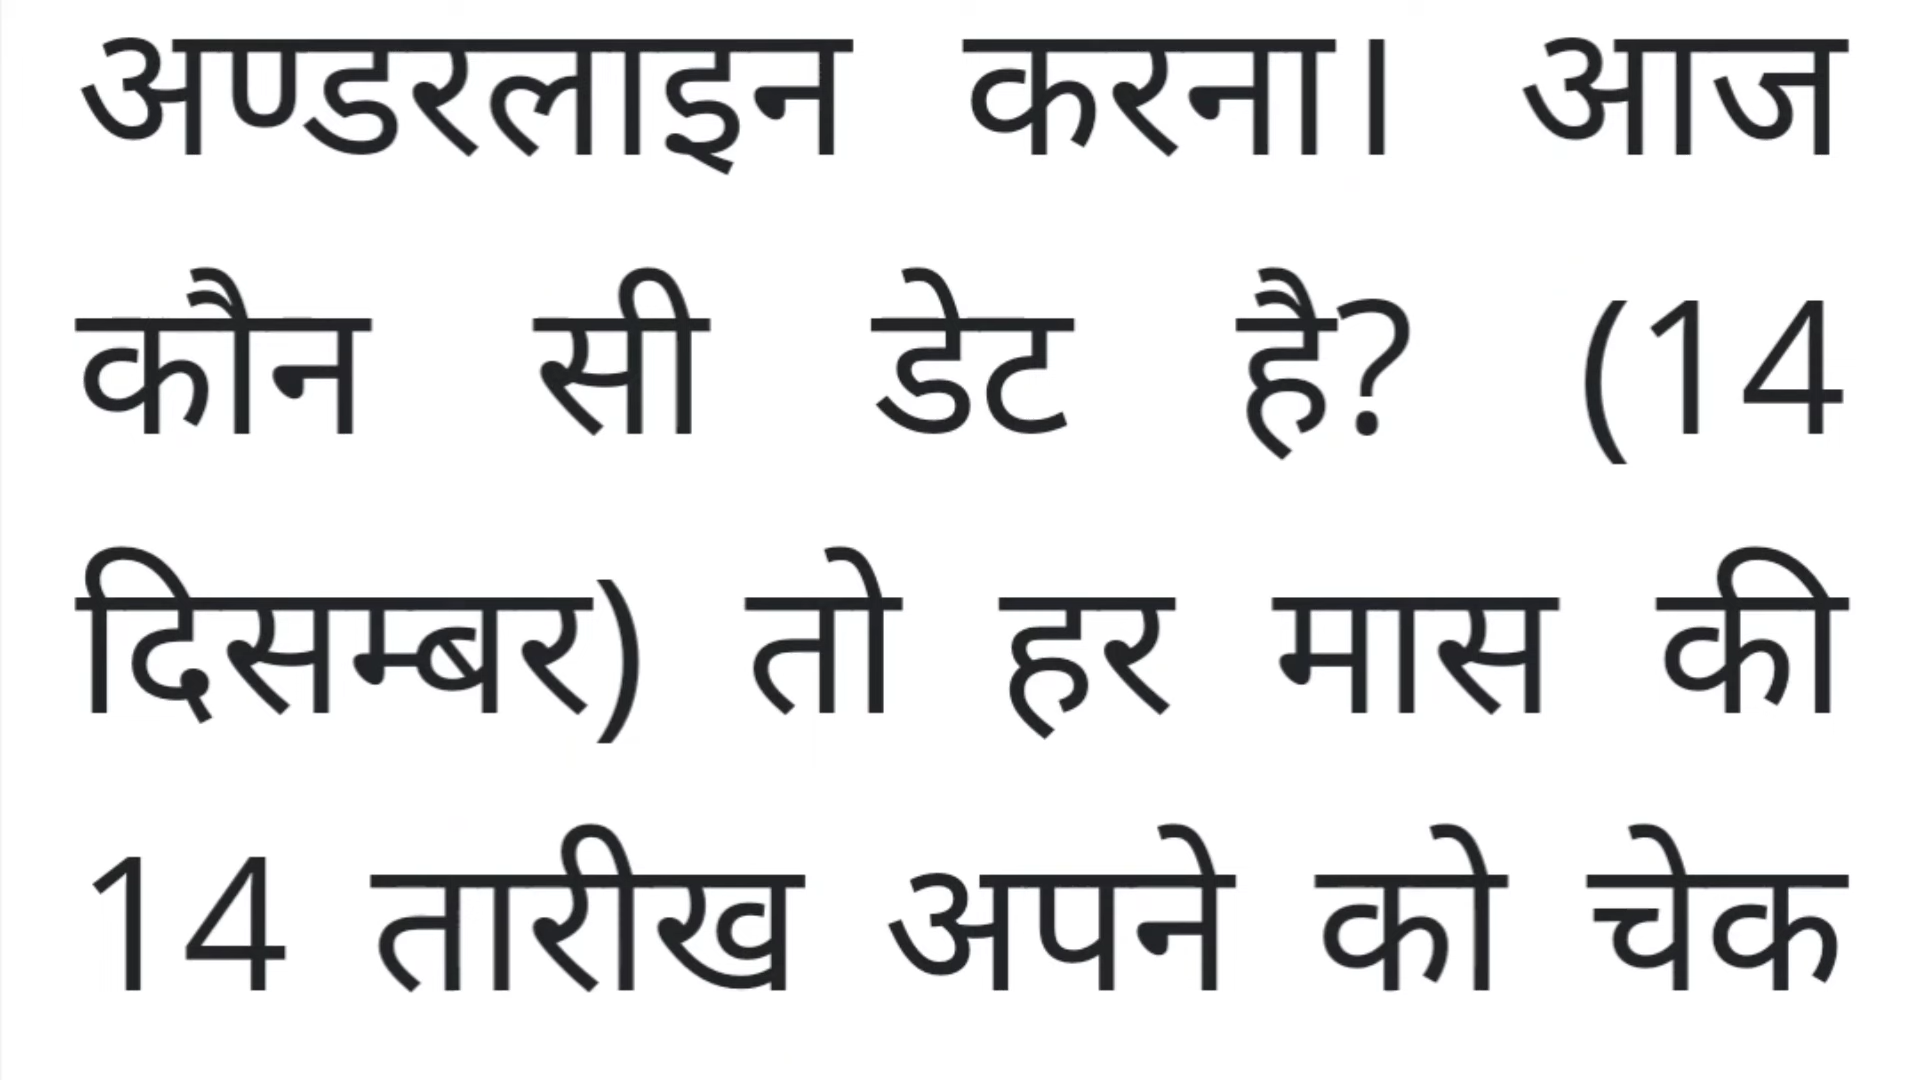 अण्डरलाइन करना। आज
कौन सी डेट है? (14
दिसम्बर) तो हर मास की
14 तारीख अपने को चेक